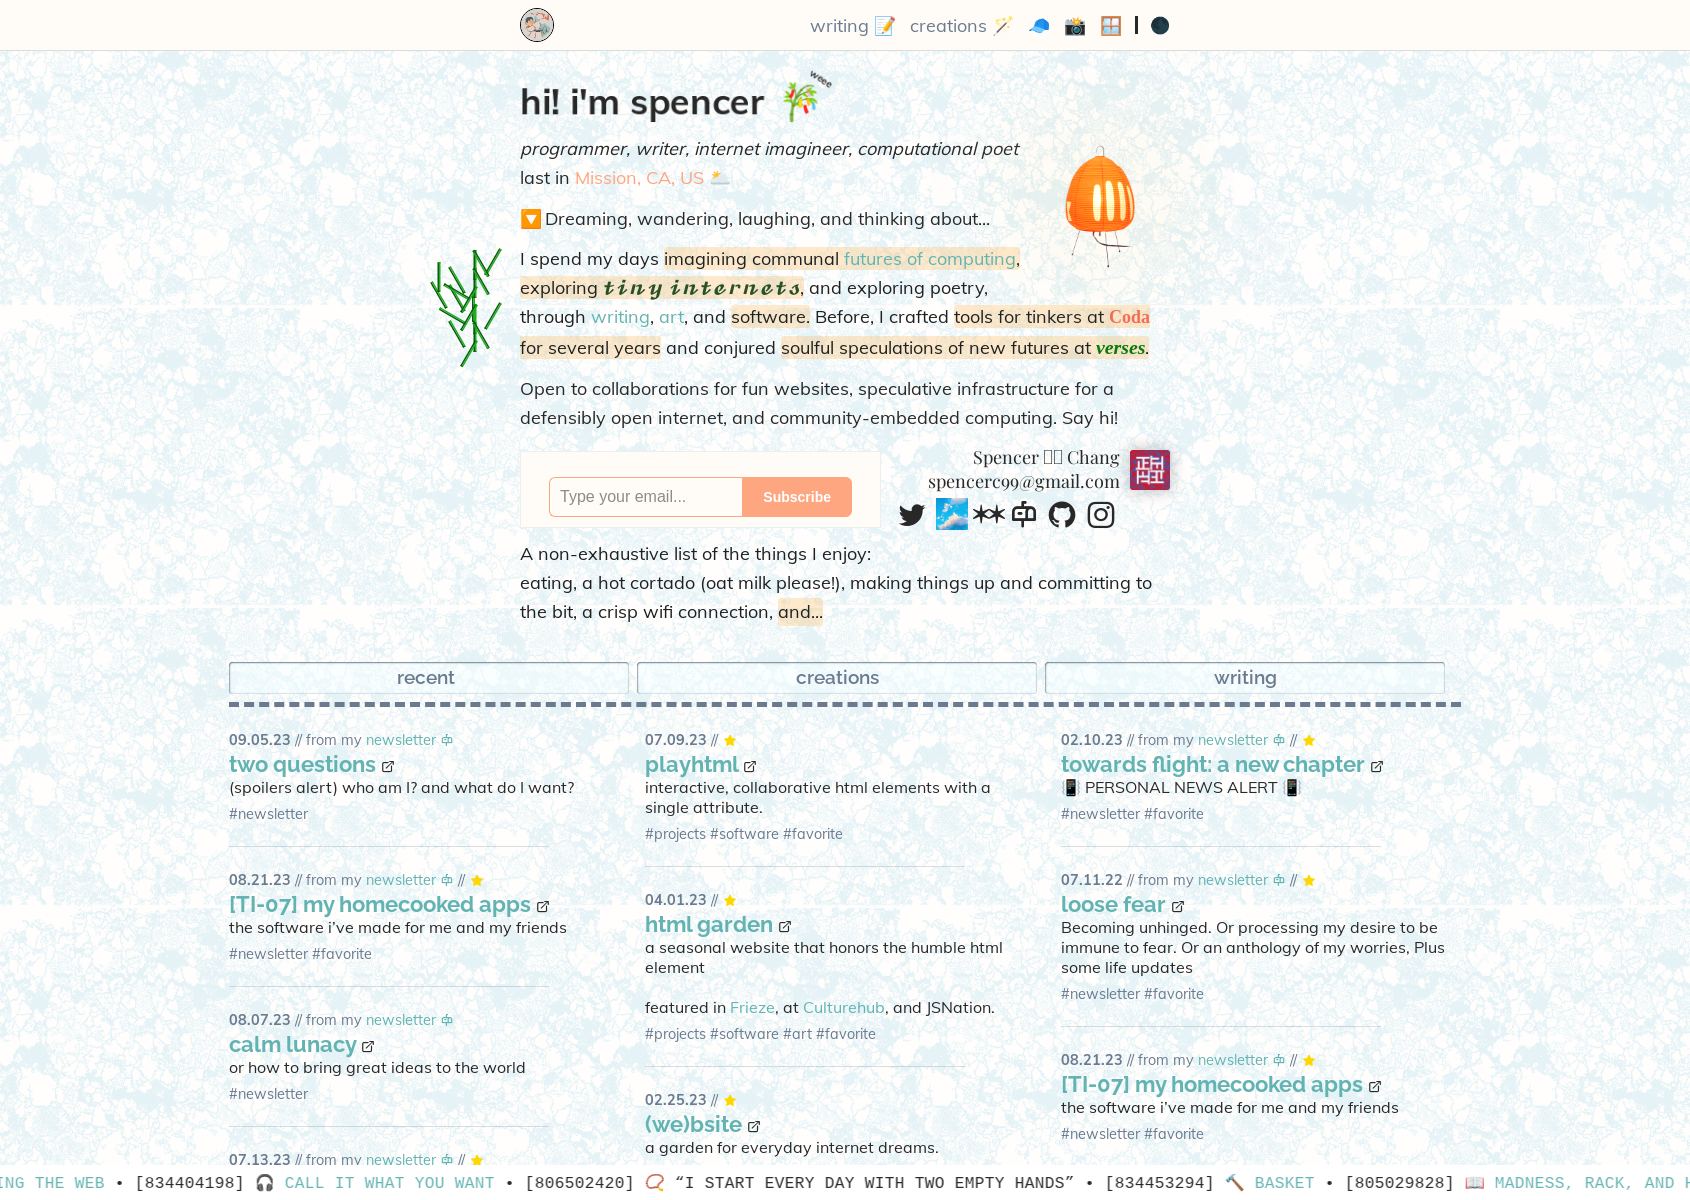 writing 📝 creations 🪄 🧢 📸 🪟 | 🌑
weee
hi! i'm spencer 🎋
programmer, writer, internet imagineer, computational poet
last in Mission, CA, US 🌥️
🔽 Dreaming, wandering, laughing, and thinking about...
I spend my days imagining communal futures of computing,
exploring tiny internets, and exploring poetry,
through writing, art, and software. Before, I crafted tools for tinkers at Coda
for several years and conjured soulful speculations of new futures at verses.
Open to collaborations for fun websites, speculative infrastructure for a
defensibly open internet, and community-embedded computing. Say hi!
Type your email...
Subscribe
Spencer Chang
spencerc99@gmail.com
A non-exhaustive list of the things I enjoy:
eating, a hot cortado (oat milk please!), making things up and committing to
the bit, a crisp wifi connection, and...
recent
creations
writing
09.05.23 // from my newsletter
two questions
(spoilers alert) who am I? and what do I want?
#newsletter
08.21.23 // from my newsletter // ⭐
[TI-07] my homecooked apps
the software i've made for me and my friends
#newsletter #favorite
08.07.23 // from my newsletter
calm lunacy
or how to bring great ideas to the world
#newsletter
07.13.23 // from my newsletter // ⭐
07.09.23 // ⭐
playhtml
interactive, collaborative html elements with a
single attribute.
#projects #software #favorite
04.01.23 // ⭐
html garden
a seasonal website that honors the humble html
element
featured in Frieze, at Culturehub, and JSNation.
#projects #software #art #favorite
02.25.23 // ⭐
(we)bsite
a garden for everyday internet dreams.
02.10.23 // from my newsletter // ⭐
towards flight: a new chapter
📳 PERSONAL NEWS ALERT 📳
#newsletter #favorite
07.11.22 // from my newsletter // ⭐
loose fear
Becoming unhinged. Or processing my desire to be
immune to fear. Or an anthology of my worries, Plus
some life updates
#newsletter #favorite
08.21.23 // from my newsletter // ⭐
[TI-07] my homecooked apps
the software i've made for me and my friends
#newsletter #favorite
ING THE WEB • [834404198] 🎧 CALL IT WHAT YOU WANT • [806502420] 📿 “I START EVERY DAY WITH TWO EMPTY HANDS” • [834453294] 🔨 BASKET • [805029828] 📖 MADNESS, RACK, AND H